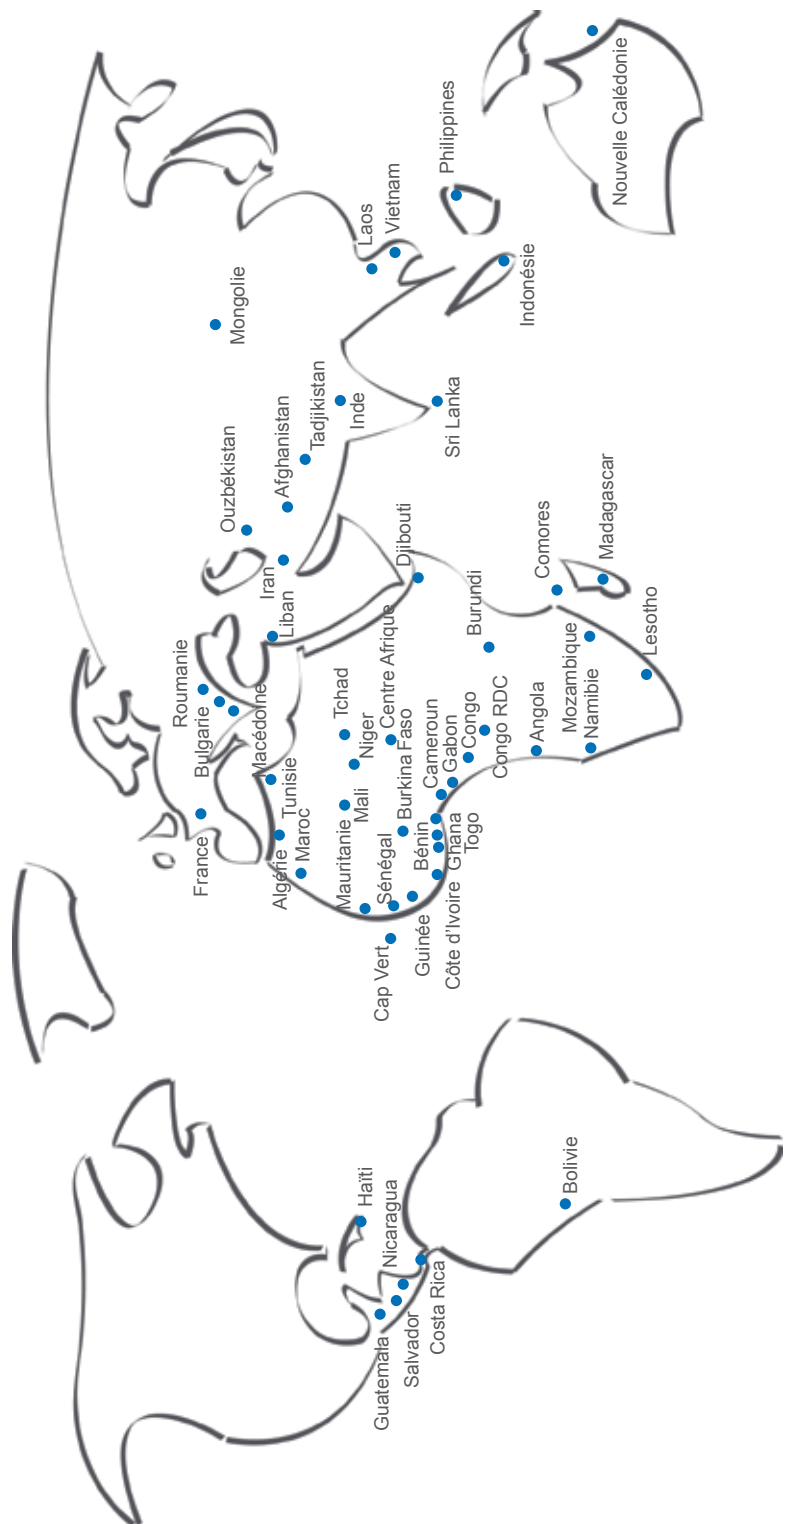 Guatemala
Salvador
Costa Rica
Nicaragua
Haïti
Bolivie
Cap Vert
Guinée
Côte d'Ivoire
Sénégal
Mauritanie
Algérie
Maroc
France
Tunisie
Mali
Burkina Faso
Bénin
Ghana
Togo
Cameroun
Gabon
Congo
Congo RDC
Niger
Tchad
Centre Afrique
Macédoine
Bulgarie
Roumanie
Angola
Namibie
Mozambique
Lesotho
Burundi
Liban
Iran
Djibouti
Comores
Madagascar
Ouzbékistan
Afghanistan
Tadjikistan
Inde
Sri Lanka
Mongolie
Laos
Vietnam
Indonésie
Philippines
Nouvelle Calédonie